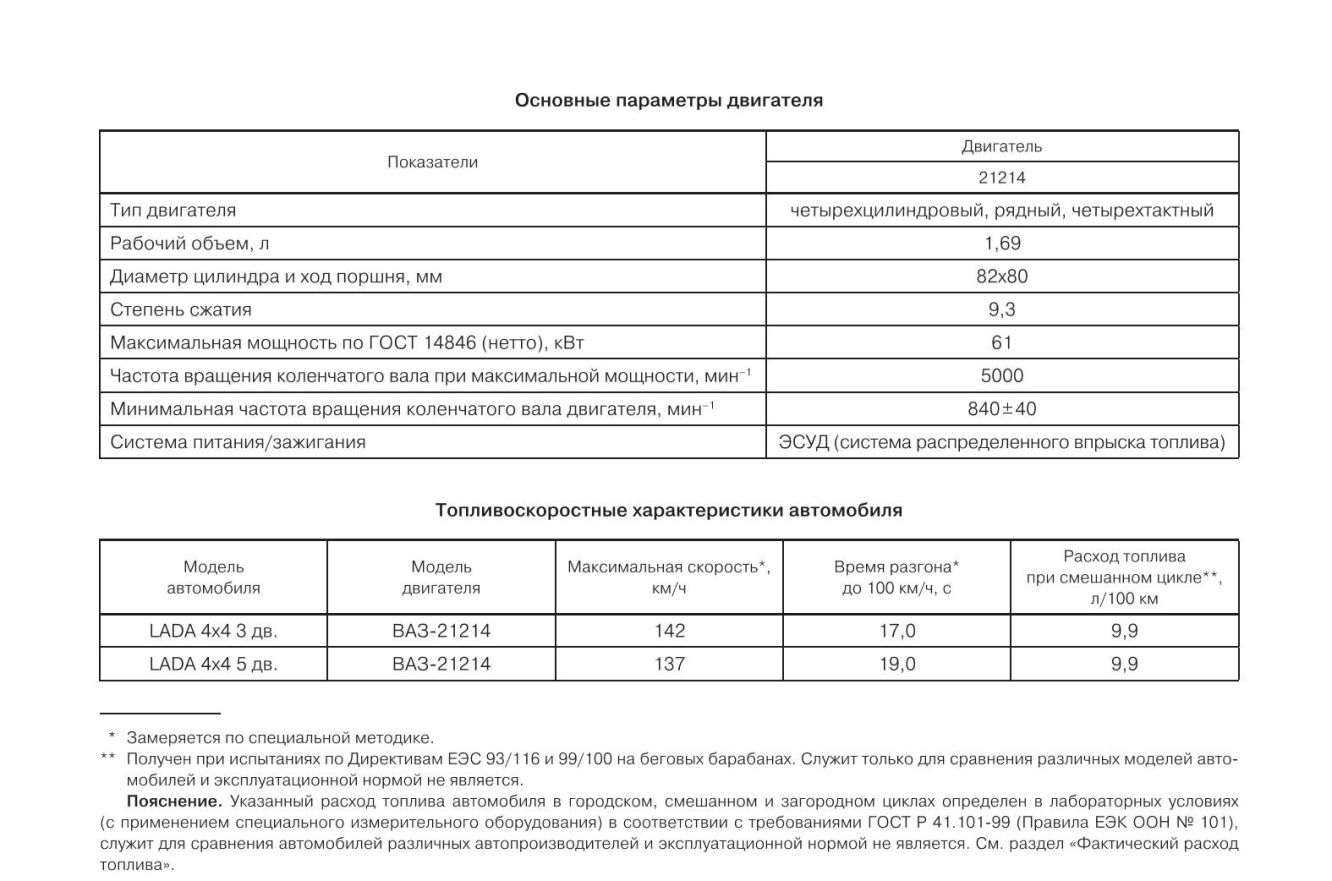 Основные параметры двигателя
Показатели
Двигатель
21214
Тип двигателя
четырехцилиндровый, рядный, четырехтактный
Рабочий объем, л
1,69
Диаметр цилиндра и ход поршня, мм
82х80
Степень сжатия
9,3
Максимальная мощность по ГОСТ 14846 (нетто), кВт
61
Частота вращения коленчатого вала при максимальной мощности, мин⁻¹
5000
Минимальная частота вращения коленчатого вала двигателя, мин⁻¹
840±40
Система питания/зажигания
ЭСУД (система распределенного впрыска топлива)
Топливоскоростные характеристики автомобиля
Модель
автомобиля
Модель
двигателя
Максимальная скорость*,
км/ч
Время разгона*
до 100 км/ч, с
Расход топлива
при смешанном цикле**,
л/100 км
LADA 4x4 3 дв.
ВАЗ-21214
142
17,0
9,9
LADA 4x4 5 дв.
ВАЗ-21214
137
19,0
9,9
* Замеряется по специальной методике.
** Получен при испытаниях по Директивам ЕЭС 93/116 и 99/100 на беговых барабанах. Служит только для сравнения различных моделей авто-
мобилей и эксплуатационной нормой не является.
Пояснение. Указанный расход топлива автомобиля в городском, смешанном и загородном циклах определен в лабораторных условиях
(с применением специального измерительного оборудования) в соответствии с требованиями ГОСТ Р 41.101-99 (Правила ЕЭК ООН № 101),
служит для сравнения автомобилей различных автопроизводителей и эксплуатационной нормой не является. См. раздел «Фактический расход
топлива».